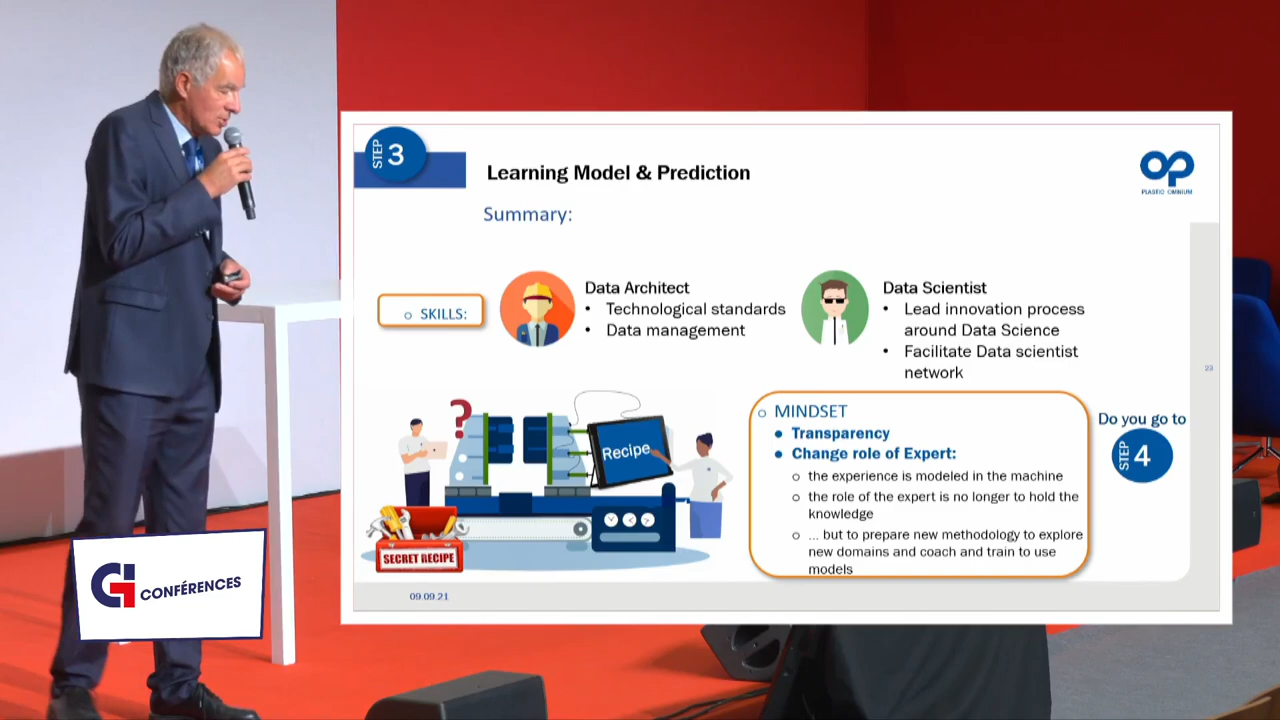 STEP 3
Learning Model & Prediction
PLASTIC OMNIUM
Summary:
SKILLS:
Data Architect
• Technological standards
• Data management
Data Scientist
• Lead innovation process
around Data Science
• Facilitate Data scientist
network
23
?
Recipe
SECRET RECIPE
MINDSET
• Transparency
• Change role of Expert:
the experience is modeled in the machine
the role of the expert is no longer to hold the
knowledge
... but to prepare new methodology to explore
new domains and coach and train to use
models
Do you go to
STEP 4
09.09.21
GI CONFÉRENCES